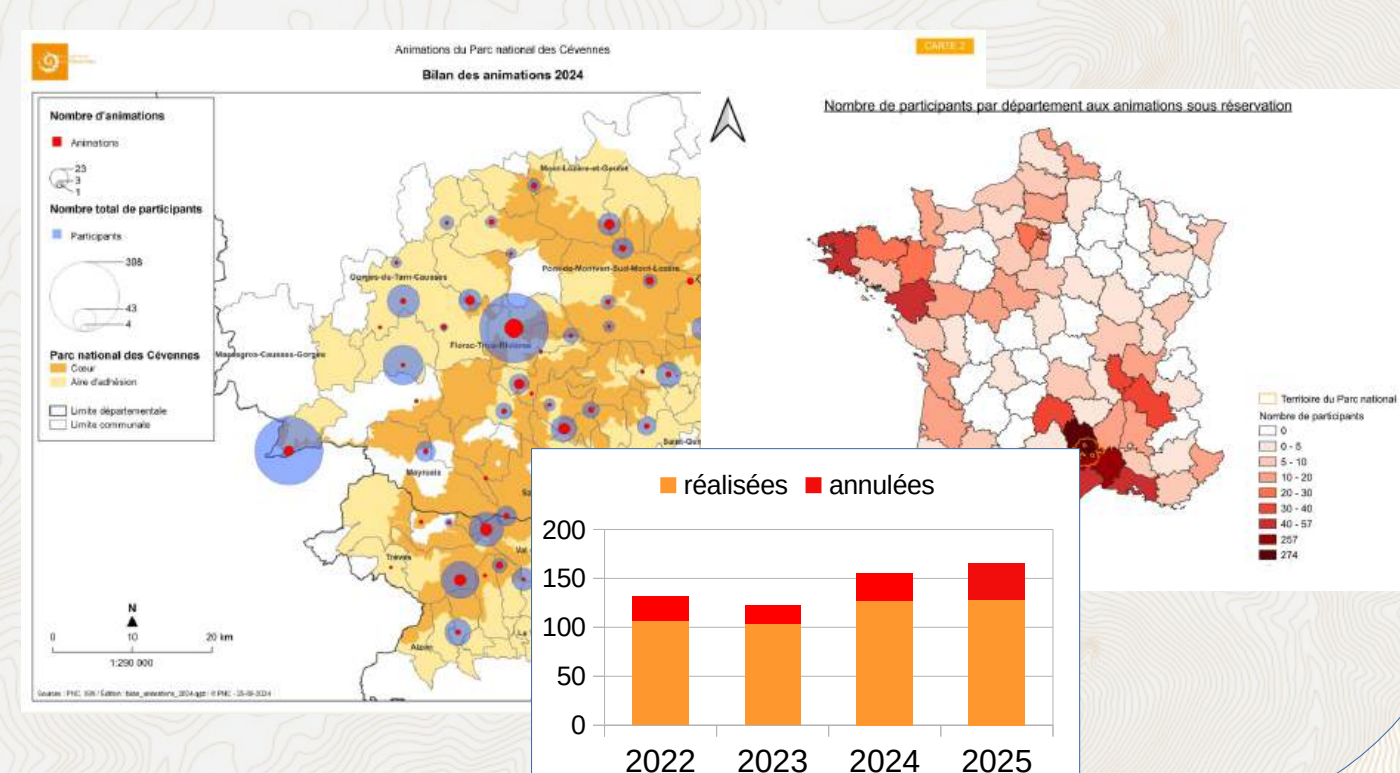 Animations du Parc national des Cévennes
CARTE 2
Bilan des animations 2024
Nombre d'animations
Animations
23
3
1
Nombre total de participants
Participants
398
43
4
Parc national des Cévennes
Cœur
Aire d'adhésion
Limite départementale
Limite communale
Mont-Lozère-et-Goulet
Gorges-du-Tarn-Causses
Pont-de-Montvert-Sud-Mont-Lozère
Florac-Trois-Rivières
Massegros-Causses-Gorges
Meyrueis
Trèves
Alzon
N
0 10 20 km
1:290 000
Nombre de participants par département aux animations sous réservation
Territoire du Parc national
Nombre de participants
0
0 - 5
5 - 10
10 - 20
20 - 30
30 - 40
40 - 57
257
274
réalisées annulées
200
150
100
50
0
2022 2023 2024 2025